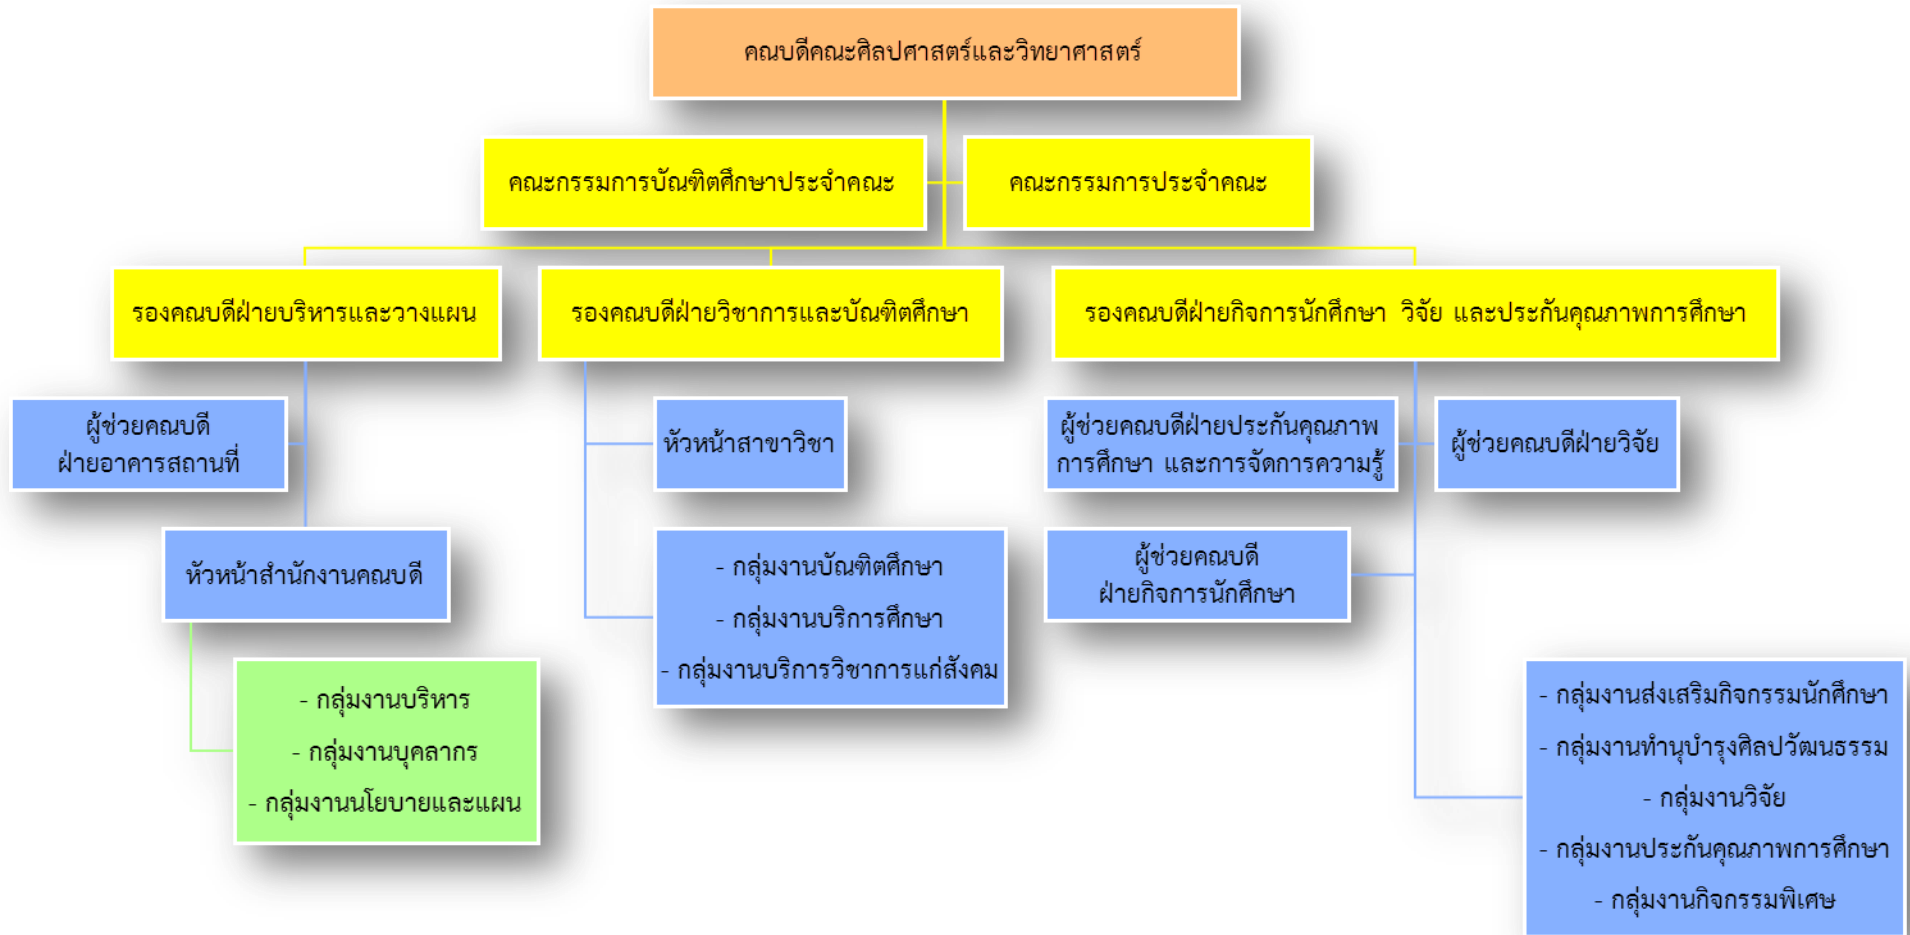 คณบดีคณะศิลปศาสตร์และวิทยาศาสตร์
คณะกรรมการบัณฑิตศึกษาประจำคณะ
คณะกรรมการประจำคณะ
รองคณบดีฝ่ายบริหารและวางแผน
รองคณบดีฝ่ายวิชาการและบัณฑิตศึกษา
รองคณบดีฝ่ายกิจการนักศึกษา วิจัย และประกันคุณภาพการศึกษา
ผู้ช่วยคณบดี
ฝ่ายอาคารสถานที่
หัวหน้าสาขาวิชา
ผู้ช่วยคณบดีฝ่ายประกันคุณภาพ
การศึกษา และการจัดการความรู้
ผู้ช่วยคณบดีฝ่ายวิจัย
หัวหน้าสำนักงานคณบดี
- กลุ่มงานบัณฑิตศึกษา
- กลุ่มงานบริการศึกษา
- กลุ่มงานบริการวิชาการแก่สังคม
ผู้ช่วยคณบดี
ฝ่ายกิจการนักศึกษา
- กลุ่มงานบริหาร
- กลุ่มงานบุคลากร
- กลุ่มงานนโยบายและแผน
- กลุ่มงานส่งเสริมกิจกรรมนักศึกษา
- กลุ่มงานทำนุบำรุงศิลปวัฒนธรรม
- กลุ่มงานวิจัย
- กลุ่มงานประกันคุณภาพการศึกษา
- กลุ่มงานกิจกรรมพิเศษ